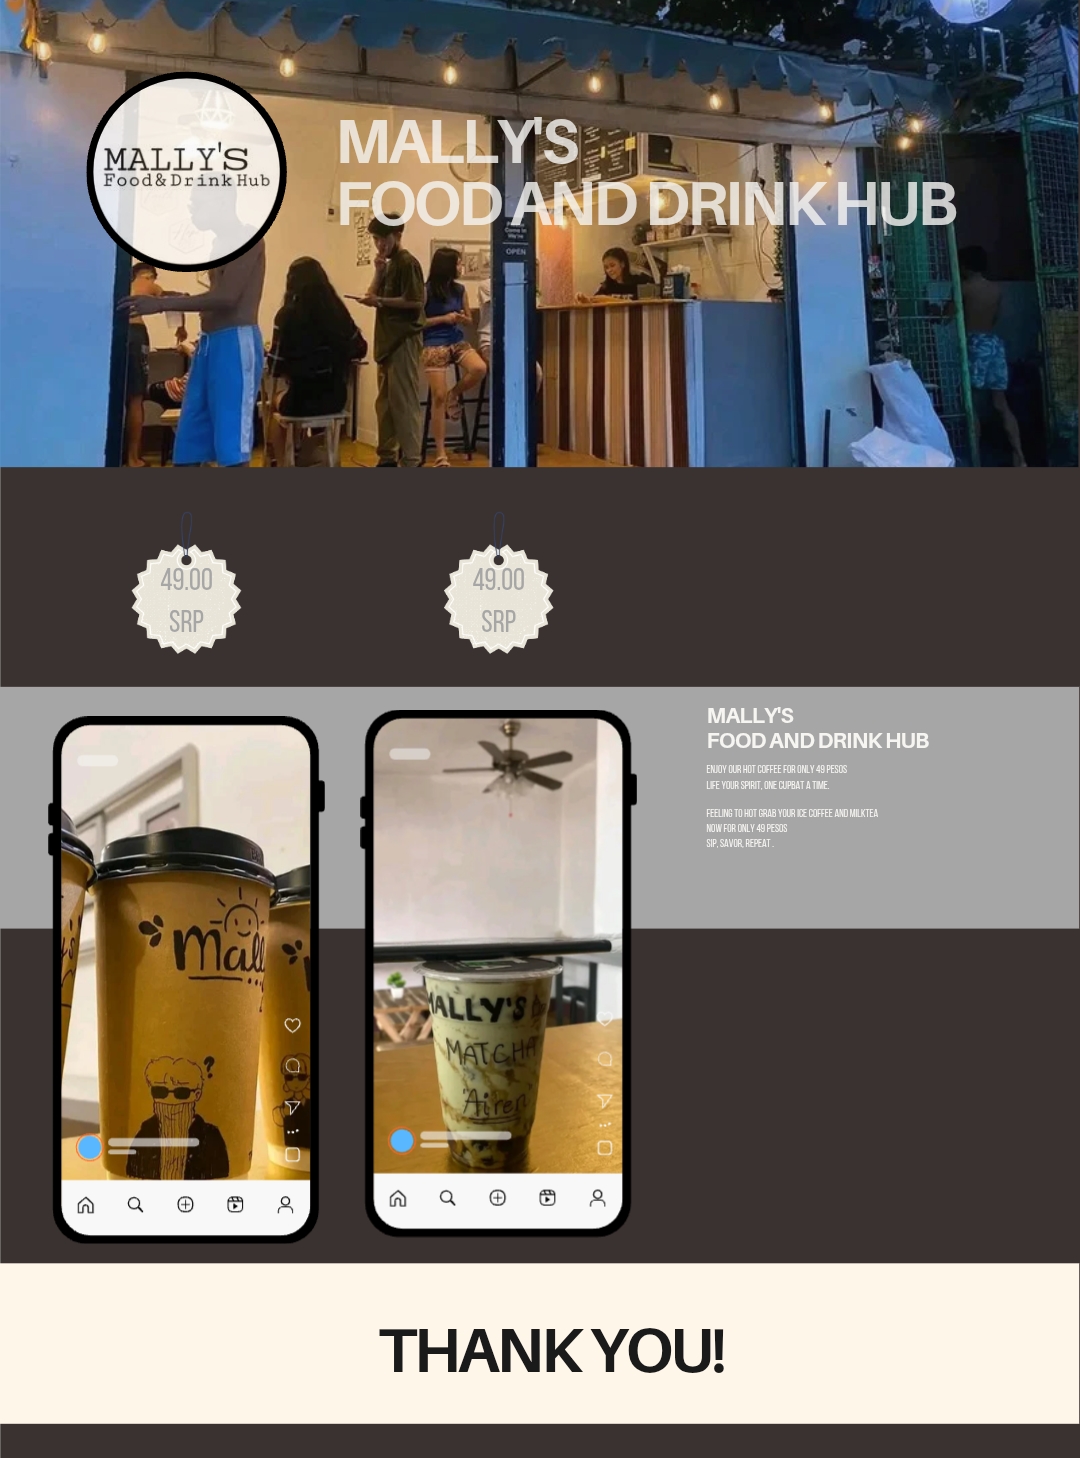 MALLY'S
Food & Drink Hub
MALLY'S
FOOD AND DRINK HUB
OPEN
49.00
SRP
49.00
SRP
MALLY'S
FOOD AND DRINK HUB
ENJOY OUR HOT COFFEE FOR ONLY 49 PESOS
LIFE YOUR SPIRIT, ONE CUPBAT A TIME.
FEELING TO HOT GRAB YOUR ICE COFFEE AND MILKTEA
NOW FOR ONLY 49 PESOS
SIP, SAVOR, REPEAT .
Mall
?
MALLY'S
MATCHA
Airen
THANK YOU!